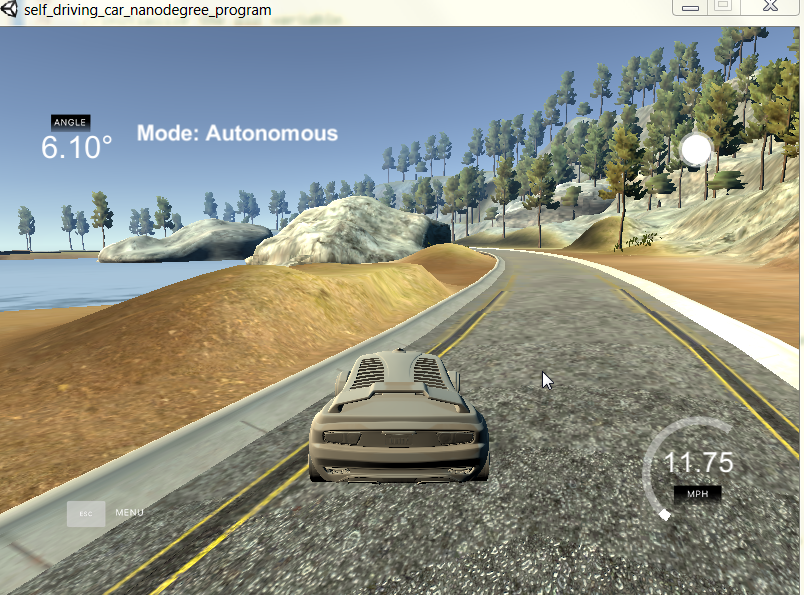 self_driving_car_nanodegree_program
ANGLE
6.10°
Mode: Autonomous
11.75
MPH
ESC
MENU